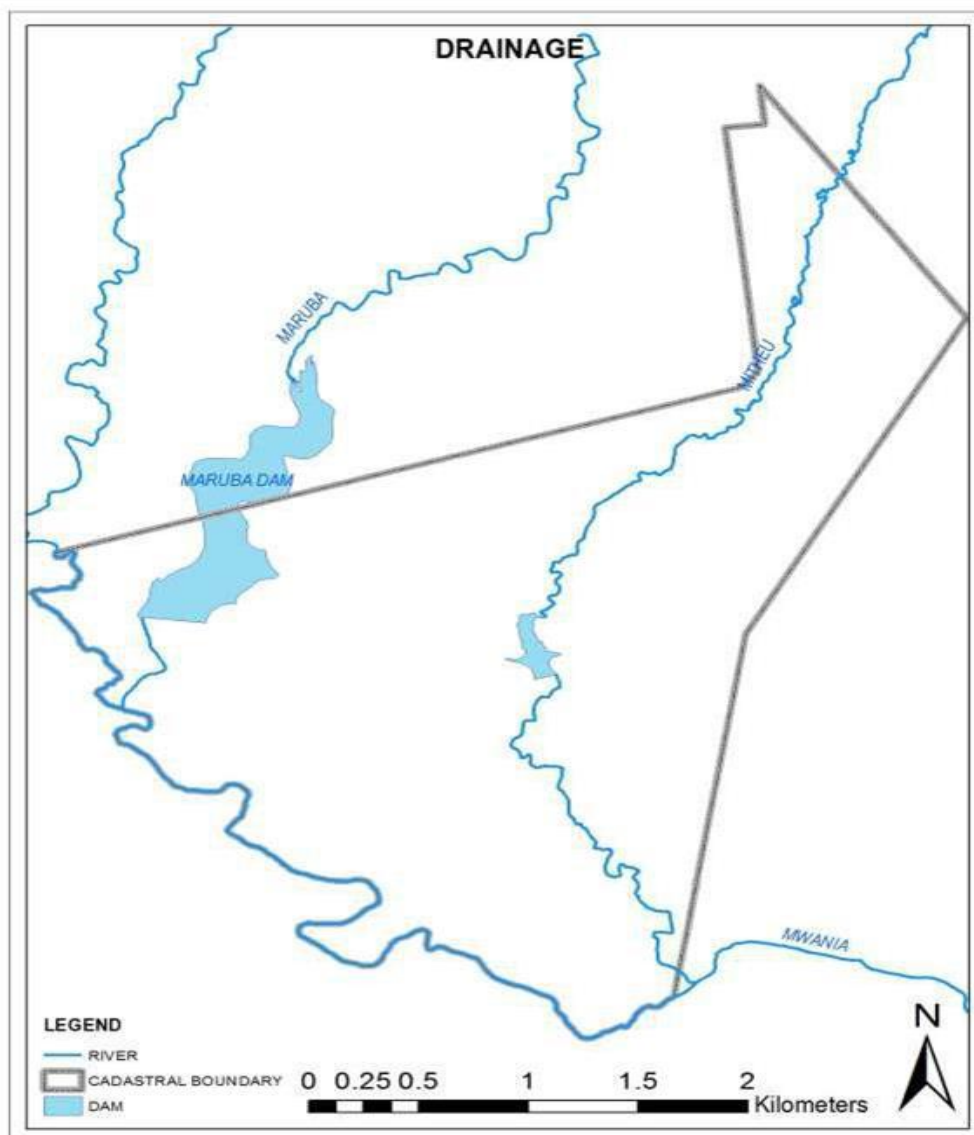 DRAINAGE
MARUBA
MITHEU
MARUBA DAM
MWANIA
LEGEND
RIVER
CADASTRAL BOUNDARY
DAM
0 0.25 0.5 1 1.5 2
Kilometers
N